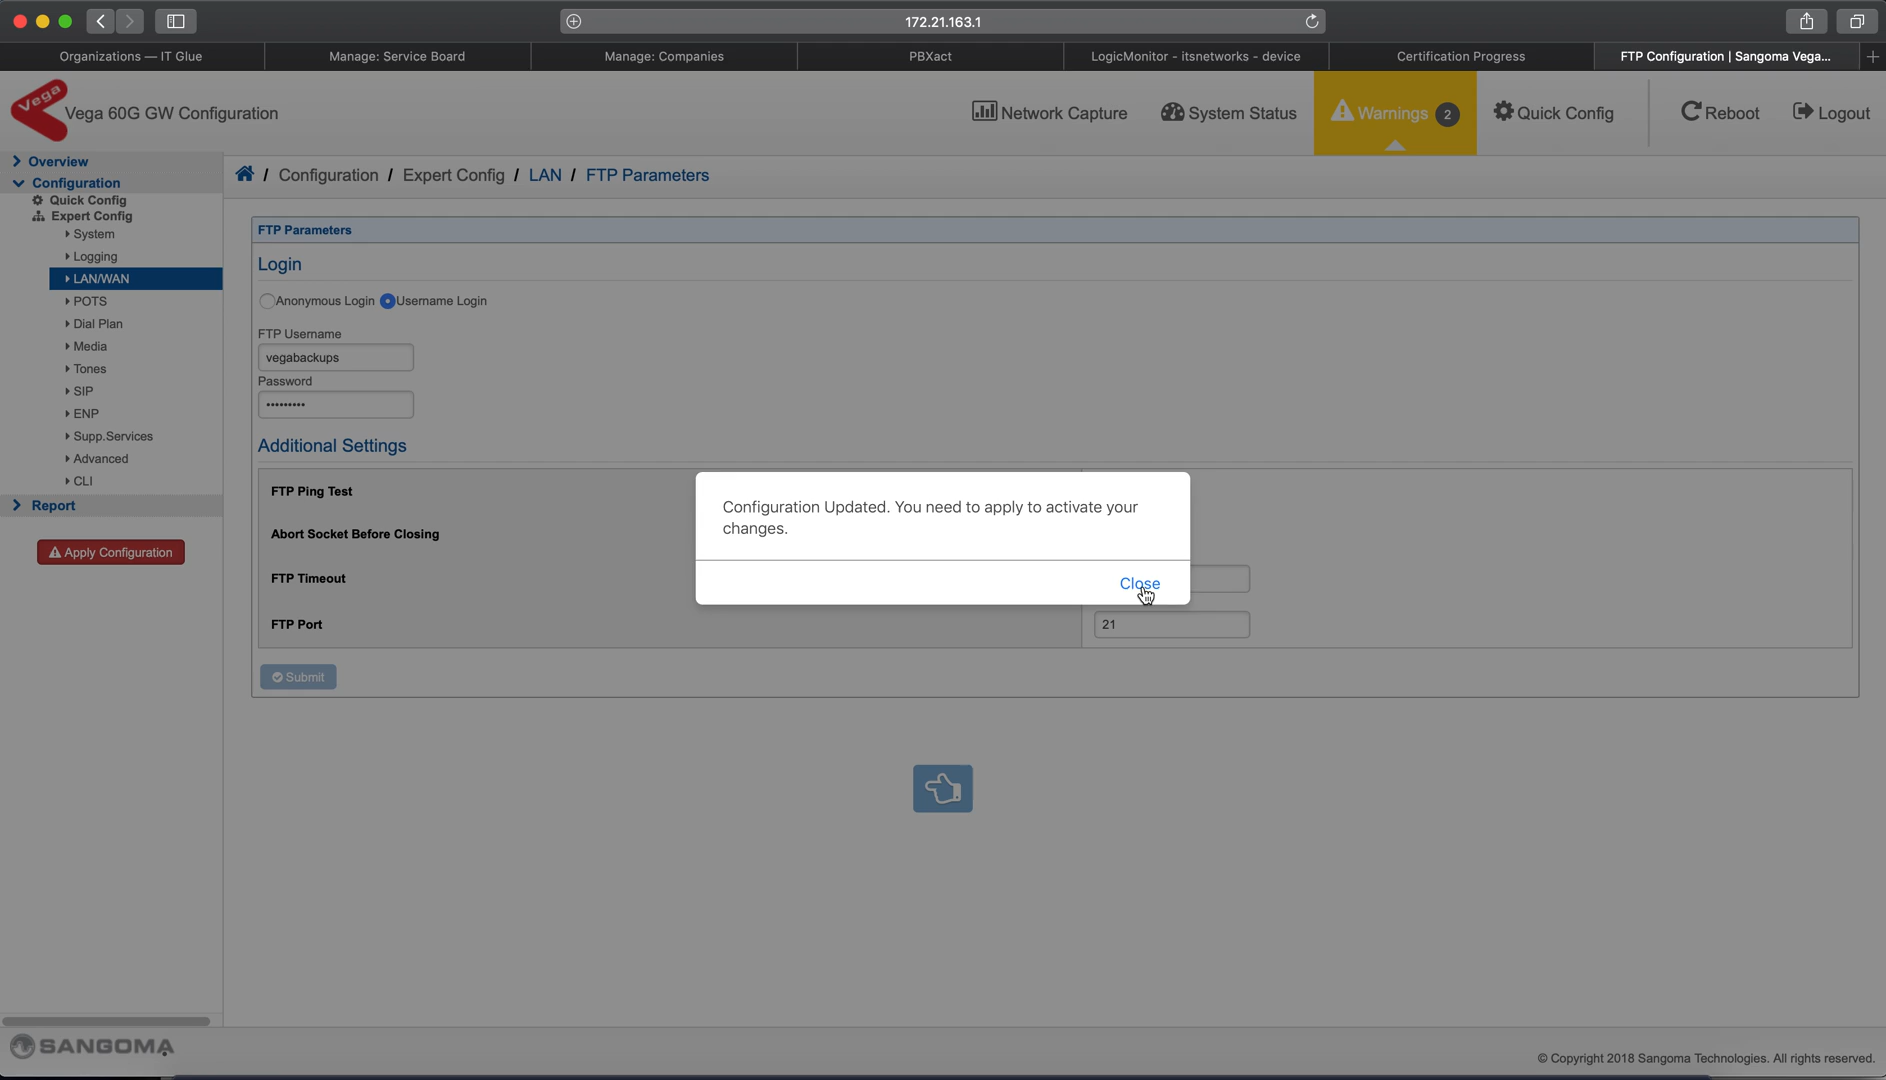 172.21.163.1
Organizations — IT Glue
Manage: Service Board
Manage: Companies
PBXact
LogicMonitor - itsnetworks - device
Certification Progress
FTP Configuration | Sangoma Vega...
Vega
Vega 60G GW Configuration
Network Capture
System Status
Warnings 2
Quick Config
Reboot
Logout
Overview
Configuration
Quick Config
Expert Config
System
Logging
LAN/WAN
POTS
Dial Plan
Media
Tones
SIP
ENP
Supp.Services
Advanced
CLI
Report
Apply Configuration
/ Configuration / Expert Config / LAN / FTP Parameters
FTP Parameters
Login
Anonymous Login Username Login
FTP Username
vegabackups
Password
•••••••••
Additional Settings
FTP Ping Test
Abort Socket Before Closing
FTP Timeout
FTP Port
21
Submit
Configuration Updated. You need to apply to activate your
changes.
Close
SANGOMA
© Copyright 2018 Sangoma Technologies. All rights reserved.